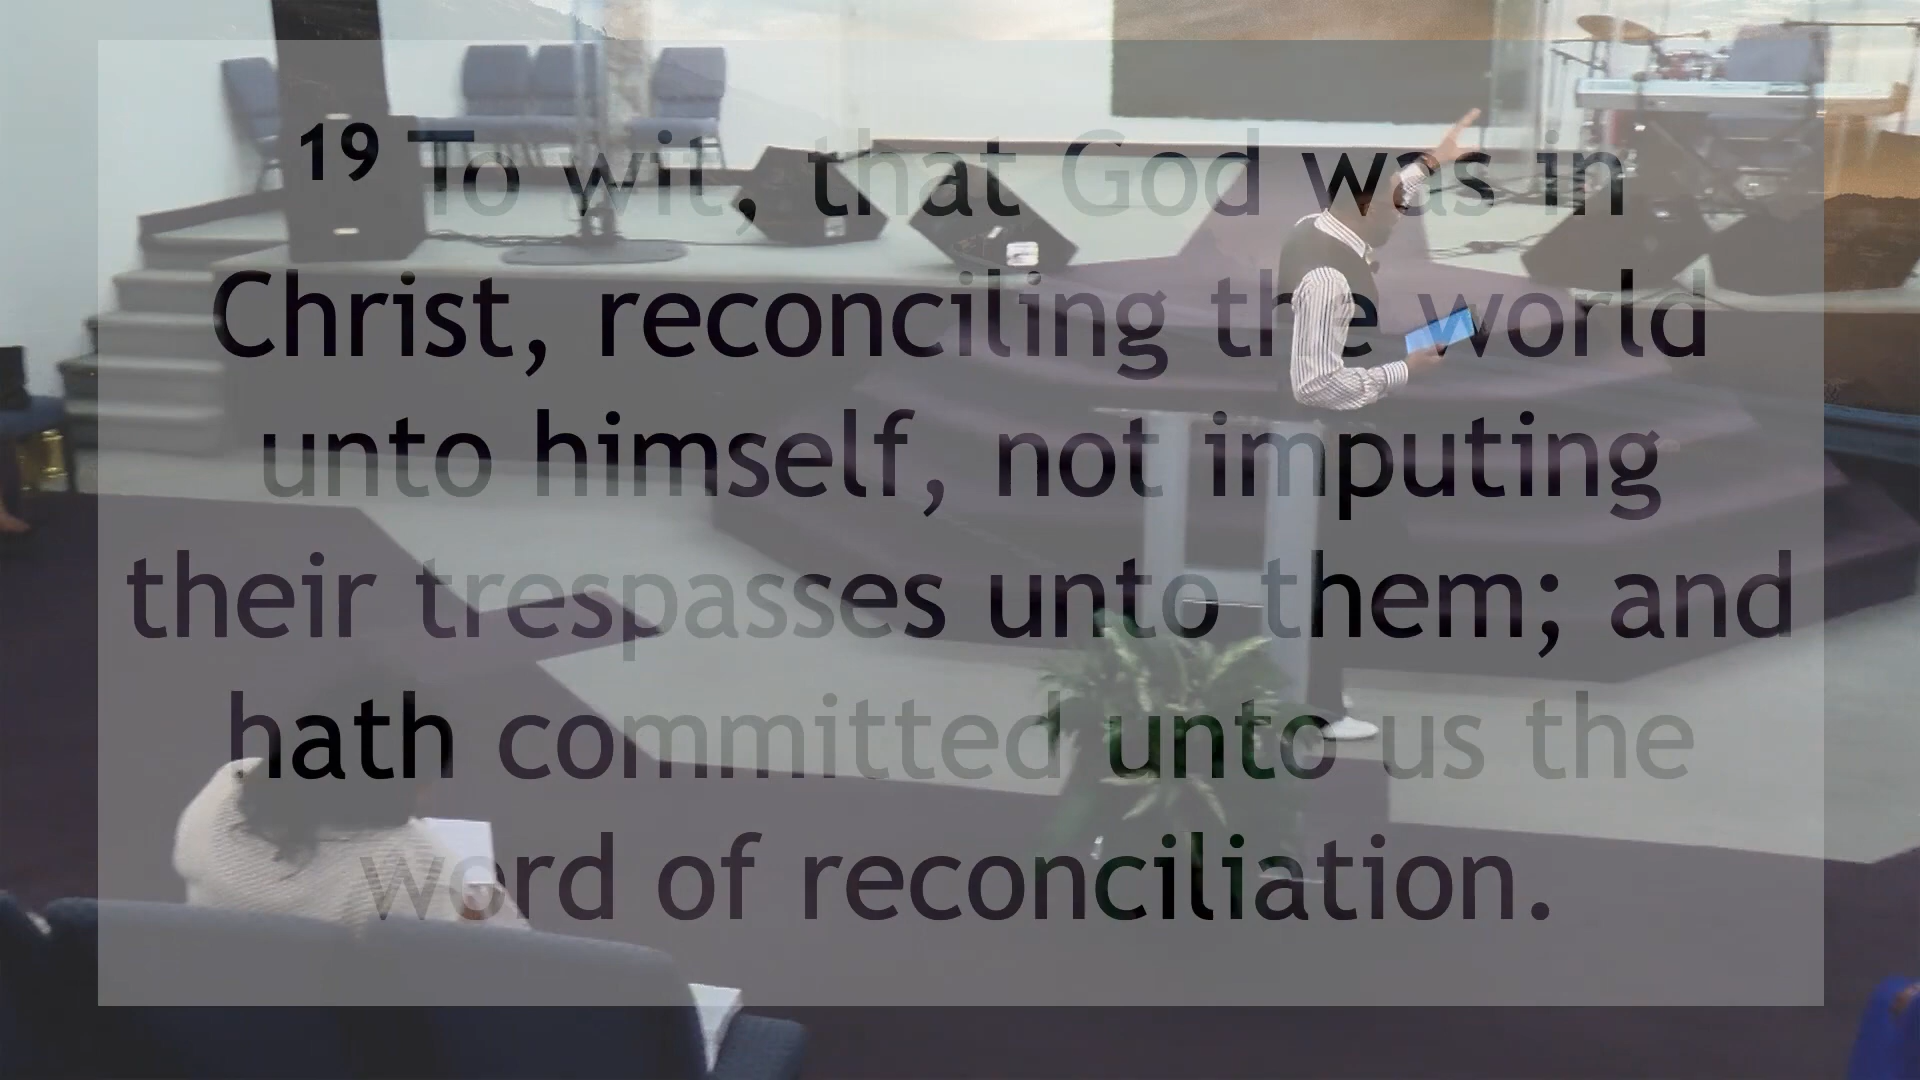 19 To wit, that God was in
Christ, reconciling the world
unto himself, not imputing
their trespasses unto them; and
hath committed unto us the
word of reconciliation.